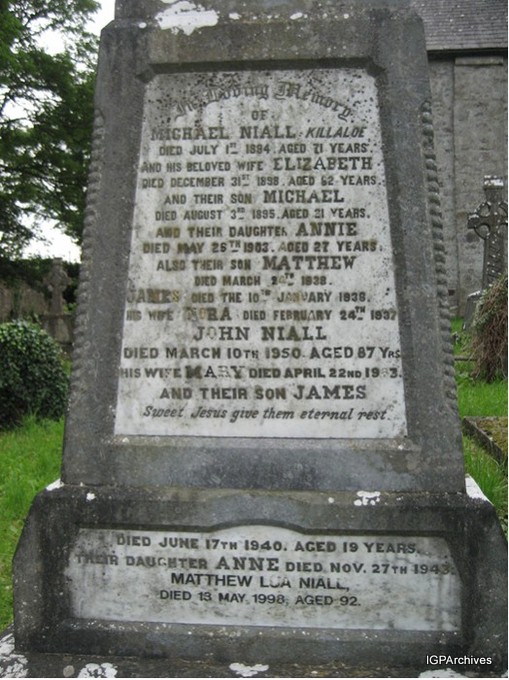 In Loving Memory
OF
MICHAEL NIALL KILLALOE
DIED JULY 1ST 1894. AGED 71 YEARS.
AND HIS BELOVED WIFE ELIZABETH
DIED DECEMBER 31ST 1898. AGED 62 YEARS.
AND THEIR SON MICHAEL
DIED AUGUST 3RD 1895. AGED 21 YEARS.
AND THEIR DAUGHTER ANNIE
DIED MAY 25TH 1903. AGED 27 YEARS
ALSO THEIR SON MATTHEW
DIED MARCH 24TH 1938.
JAMES DIED THE 10TH JANUARY 1936.
HIS WIFE DIED FEBRUARY 24TH 1937
JOHN NIALL
DIED MARCH 10TH 1950. AGED 87 YRS
HIS WIFE MARY DIED APRIL 22ND
AND THEIR SON JAMES
Sweet Jesus give them eternal rest.
DIED JUNE 17TH 1940. AGED 19 YEARS.
THEIR DAUGHTER ANNE DIED NOV. 27TH 1943.
MATTHEW LUA NIALL,
DIED 13 MAY 1998, AGED 92.
IGPArchives